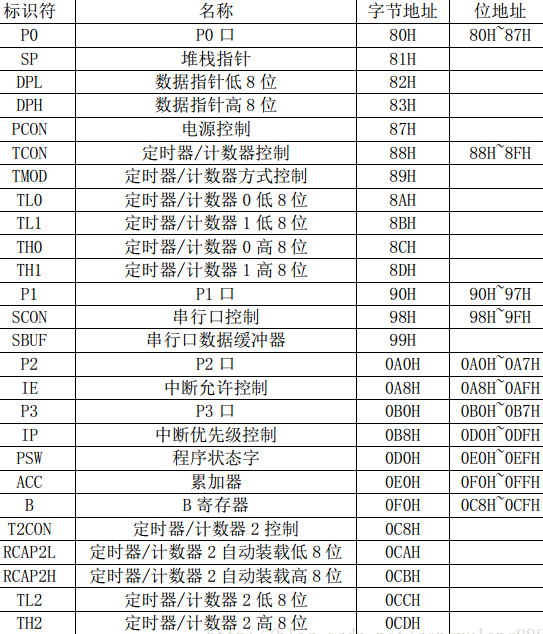 标识符 名称 字节地址 位地址
P0 P0 口 80H 80H~87H
SP 堆栈指针 81H
DPL 数据指针低 8 位 82H
DPH 数据指针高 8 位 83H
PCON 电源控制 87H
TCON 定时器/计数器控制 88H 88H~8FH
TMOD 定时器/计数器方式控制 89H
TL0 定时器/计数器 0 低 8 位 8AH
TL1 定时器/计数器 1 低 8 位 8BH
TH0 定时器/计数器 0 高 8 位 8CH
TH1 定时器/计数器 1 高 8 位 8DH
P1 P1 口 90H 90H~97H
SCON 串行口控制 98H 98H~9FH
SBUF 串行口数据缓冲器 99H
P2 P2 口 0A0H 0A0H~0A7H
IE 中断允许控制 0A8H 0A8H~0AFH
P3 P3 口 0B0H 0B0H~0B7H
IP 中断优先级控制 0B8H 0D0H~0DFH
PSW 程序状态字 0D0H 0E0H~0EFH
ACC 累加器 0E0H 0F0H~0FFH
B B 寄存器 0F0H 0C8H~0CFH
T2CON 定时器/计数器 2 控制 0C8H
RCAP2L 定时器/计数器 2 自动装载低 8 位 0CAH
RCAP2H 定时器/计数器 2 自动装载高 8 位 0CBH
TL2 定时器/计数器 2 低 8 位 0CCH
TH2 定时器/计数器 2 高 8 位 0CDH